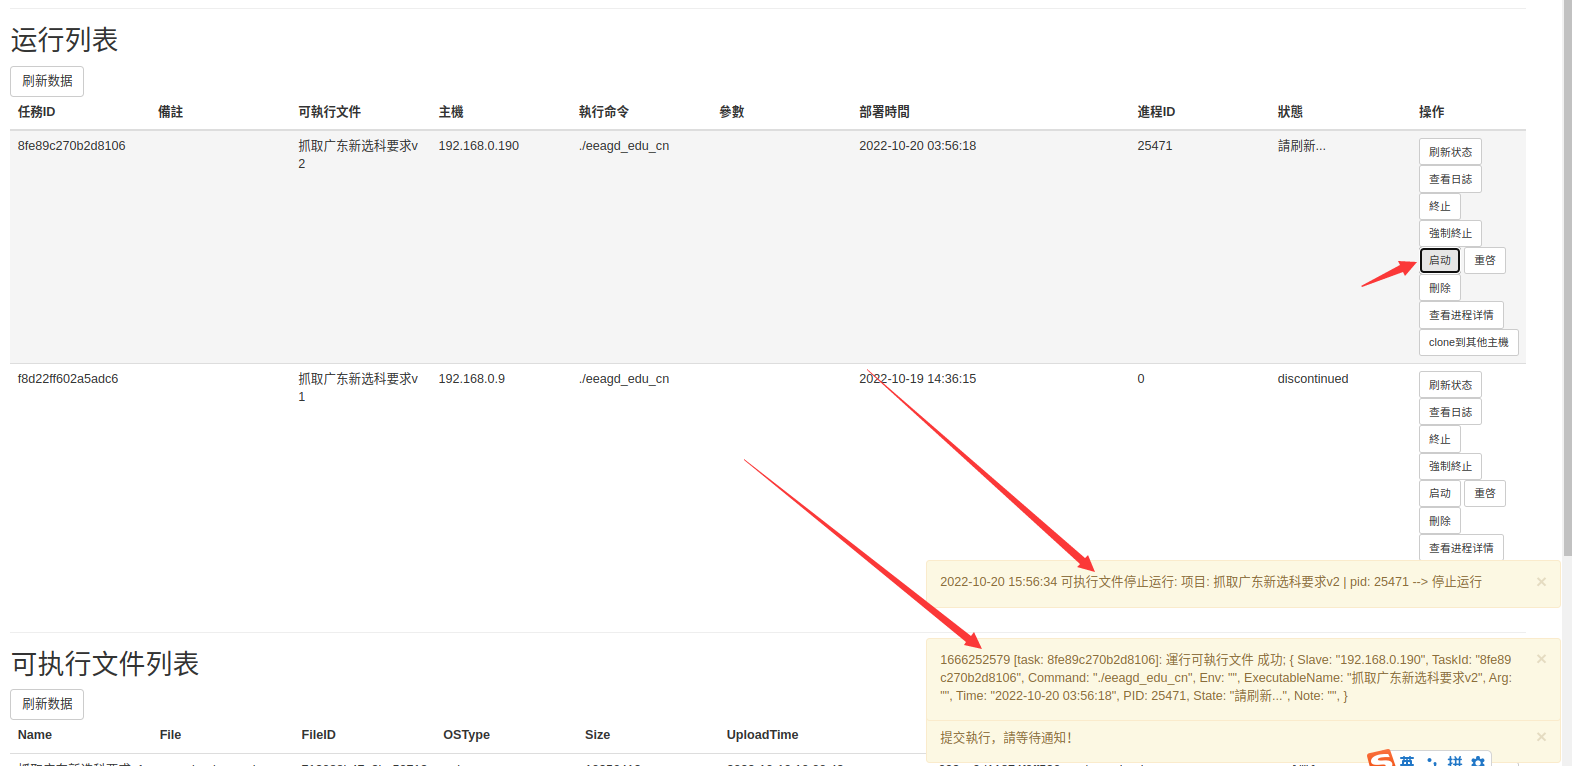 运行列表
刷新数据
任務ID 備註 可執行文件 主機 執行命令 參數 部署時間 進程ID 狀態 操作
8fe89c270b2d8106 抓取广东新选科要求v 192.168.0.190 ./eeagd_edu_cn 2022-10-20 03:56:18 25471 請刷新... 刷新状态
2
查看日誌
終止
強制終止
启动 重啓
刪除
查看进程详情
clone到其他主機
f8d22ff602a5adc6 抓取广东新选科要求v 192.168.0.9 ./eeagd_edu_cn 2022-10-19 14:36:15 0 discontinued 刷新状态
1
查看日誌
終止
強制終止
启动 重啓
刪除
查看进程详情
2022-10-20 15:56:34 可执行文件停止运行: 项目: 抓取广东新选科要求v2 | pid: 25471 --> 停止运行 ×
可执行文件列表
刷新数据
1666252579 [task: 8fe89c270b2d8106]: 運行可執行文件 成功; { Slave: "192.168.0.190", TaskId: "8fe89 ×
c270b2d8106", Command: "./eeagd_edu_cn", Env: "", ExecutableName: "抓取广东新选科要求v2", Arg:
"", Time: "2022-10-20 03:56:18", PID: 25471, State: "請刷新...", Note: "", }
提交執行，請等待通知！ ×
Name File FileID OSType Size UploadTime
英 拼